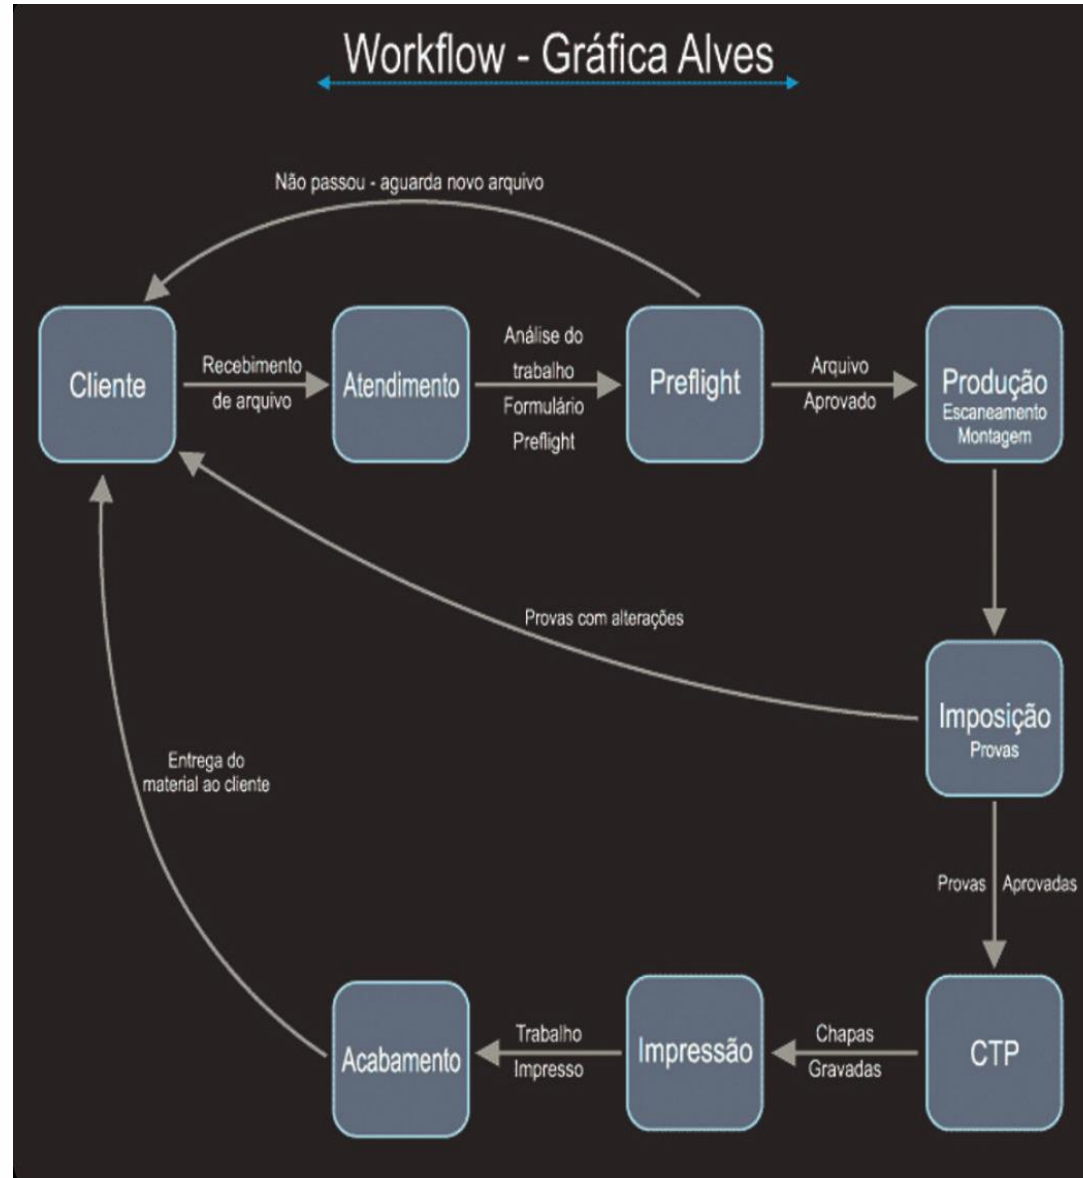 Workflow - Gráfica Alves
Não passou - aguarda novo arquivo
Cliente
Recebimento
de arquivo
Atendimento
Análise do
trabalho
Formulário
Preflight
Preflight
Arquivo
Aprovado
Produção
Escaneamento
Montagem
Provas com alterações
Imposição
Provas
Entrega do
material ao cliente
Provas Aprovadas
CTP
Chapas
Gravadas
Impressão
Trabalho
Impresso
Acabamento